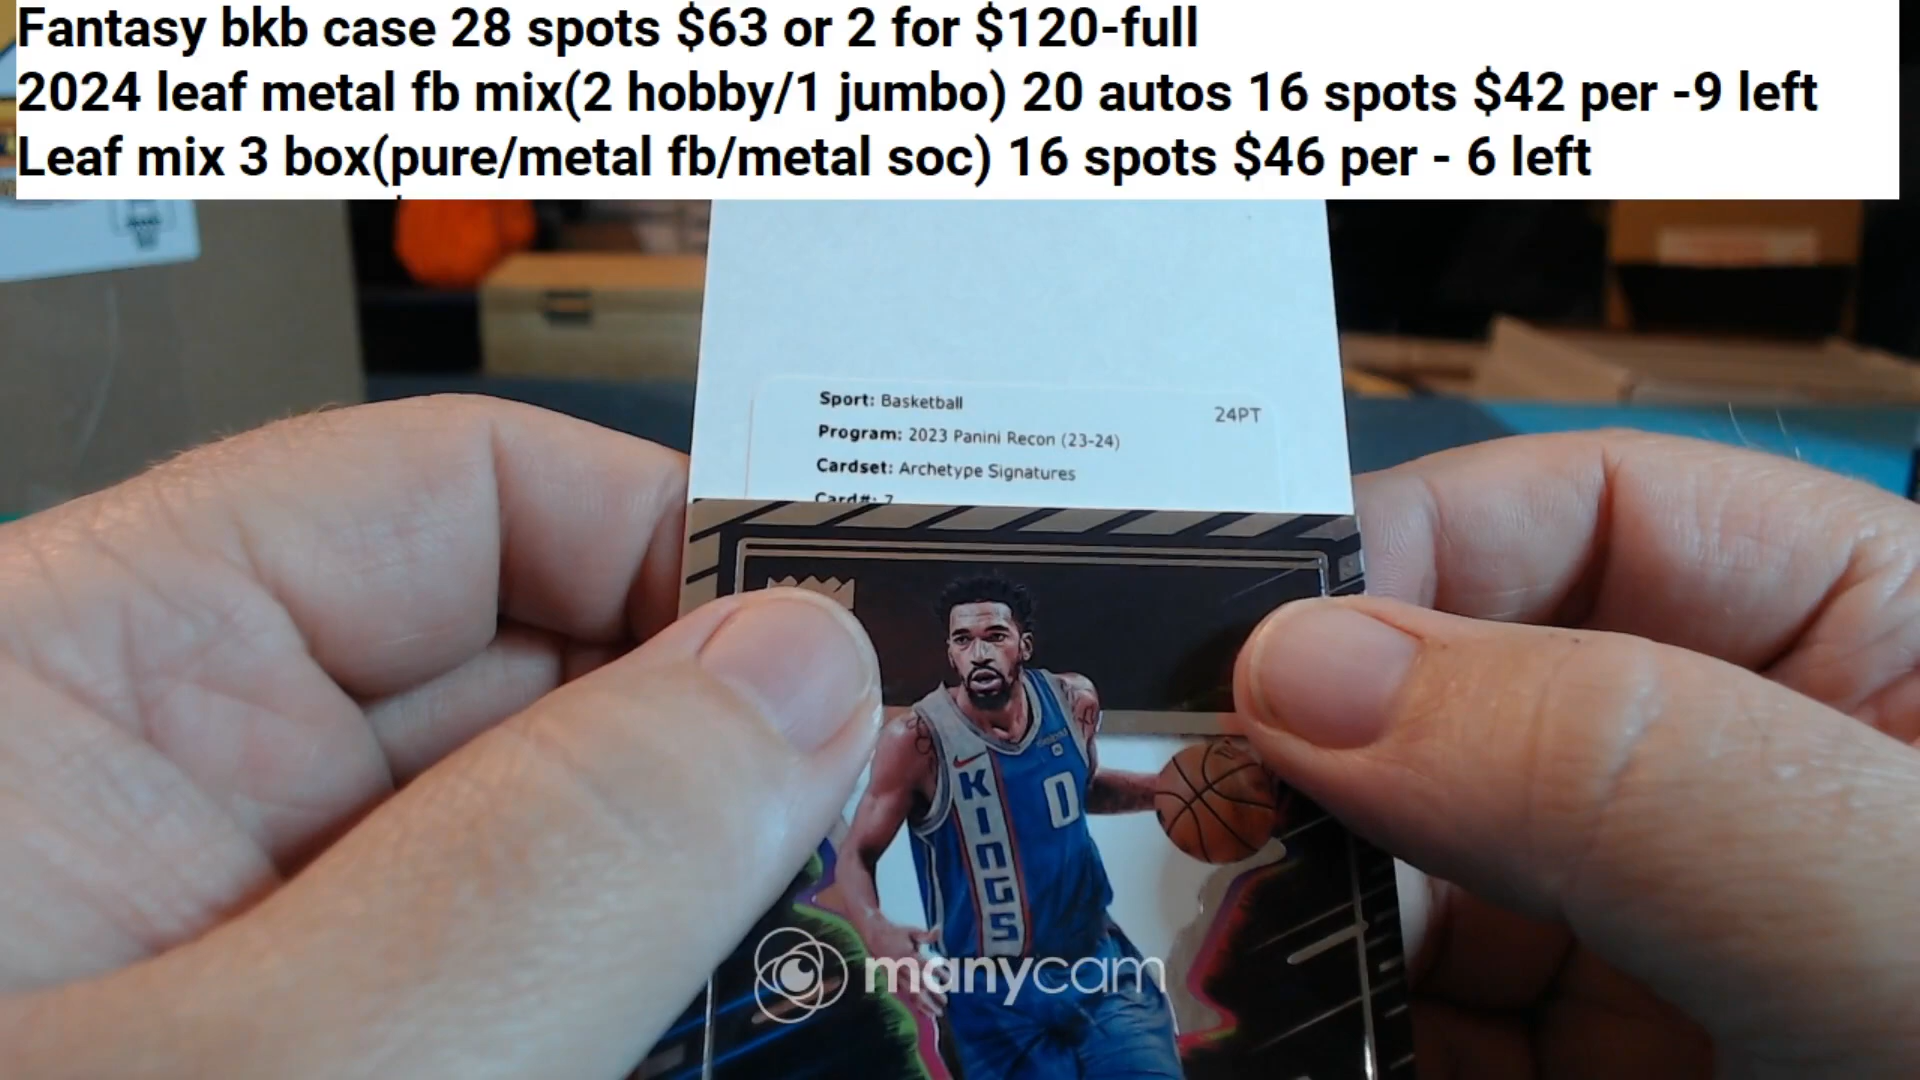 Fantasy bkb case 28 spots $63 or 2 for $120-full
2024 leaf metal fb mix(2 hobby/1 jumbo) 20 autos 16 spots $42 per -9 left
Leaf mix 3 box(pure/metal fb/metal soc) 16 spots $46 per - 6 left
Sport: Basketball
24PT
Program: 2023 Panini Recon (23-24)
Cardset: Archetype Signatures
Card#: 7
KINGS
0
manycam